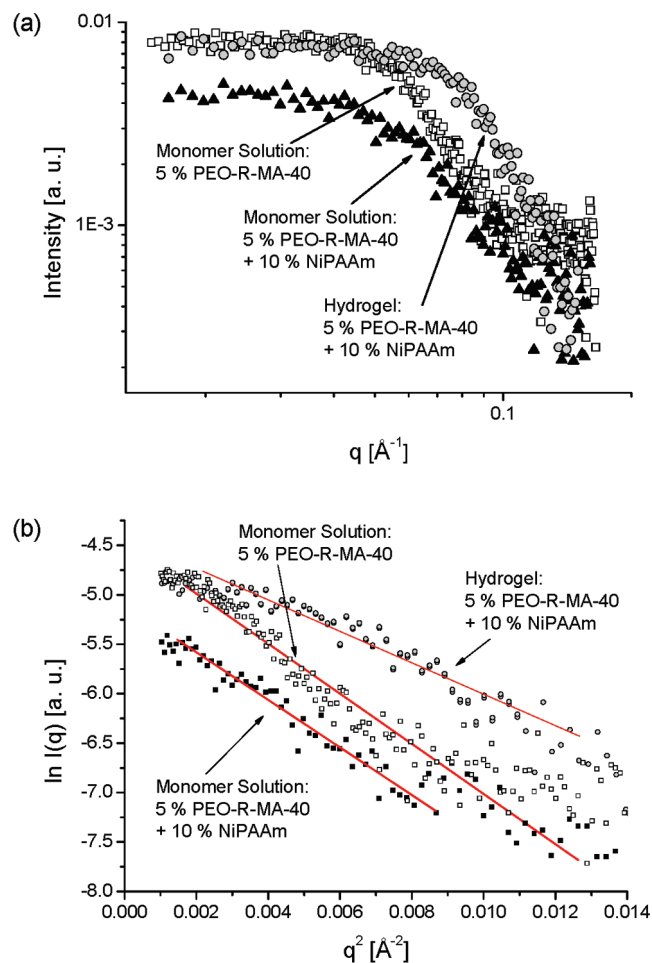 (a)
0.01
1E-3
Intensity [a. u.]
Monomer Solution:
5 % PEO-R-MA-40
Monomer Solution:
5 % PEO-R-MA-40
+ 10 % NiPAAm
Hydrogel:
5 % PEO-R-MA-40
+ 10 % NiPAAm
0.1
q [Å⁻¹]
(b)
-4.5
-5.0
-5.5
-6.0
-6.5
-7.0
-7.5
-8.0
ln I(q) [a. u.]
Monomer Solution:
5 % PEO-R-MA-40
Hydrogel:
5 % PEO-R-MA-40
+ 10 % NiPAAm
Monomer Solution:
5 % PEO-R-MA-40
+ 10 % NiPAAm
0.000 0.002 0.004 0.006 0.008 0.010 0.012 0.014
q² [Å⁻²]